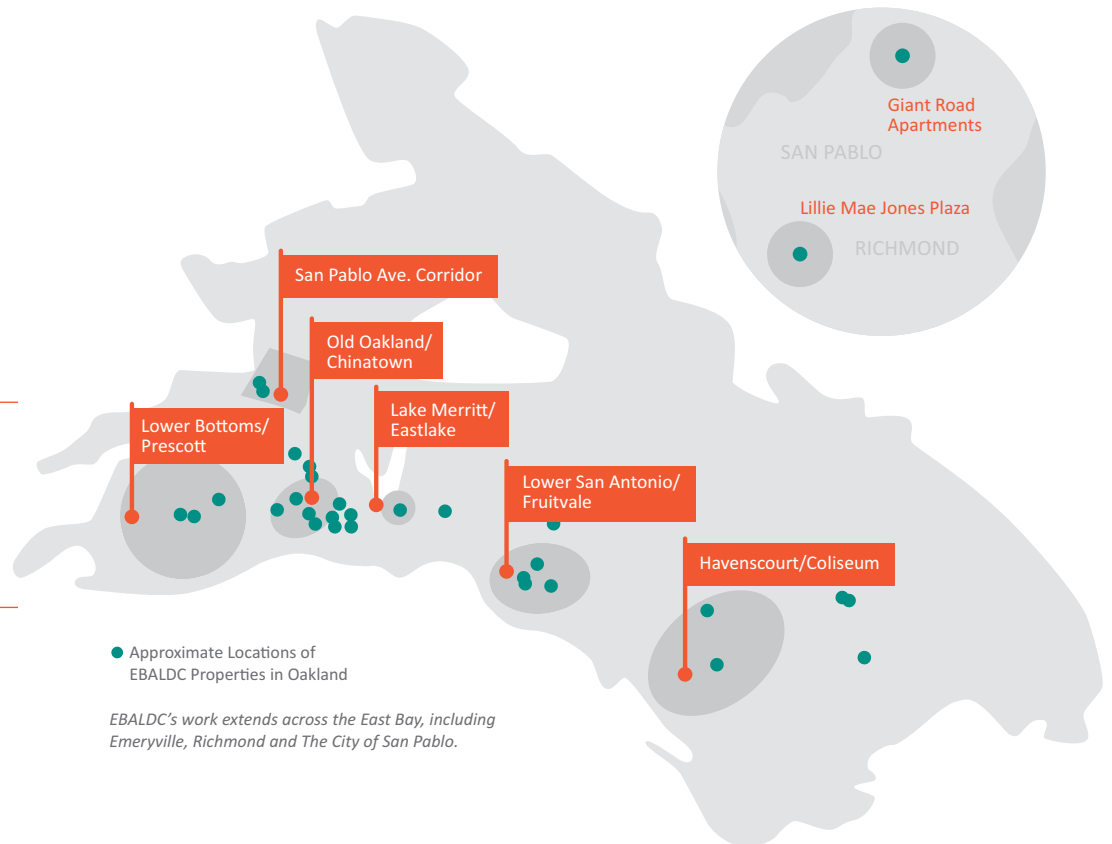 Giant Road
Apartments
SAN PABLO
Lillie Mae Jones Plaza
RICHMOND
San Pablo Ave. Corridor
Old Oakland/
Chinatown
Lake Merritt/
Eastlake
Lower Bottoms/
Prescott
Lower San Antonio/
Fruitvale
Havenscourt/Coliseum
Approximate Locations of
EBALDC Properties in Oakland
EBALDC’s work extends across the East Bay, including
Emeryville, Richmond and The City of San Pablo.